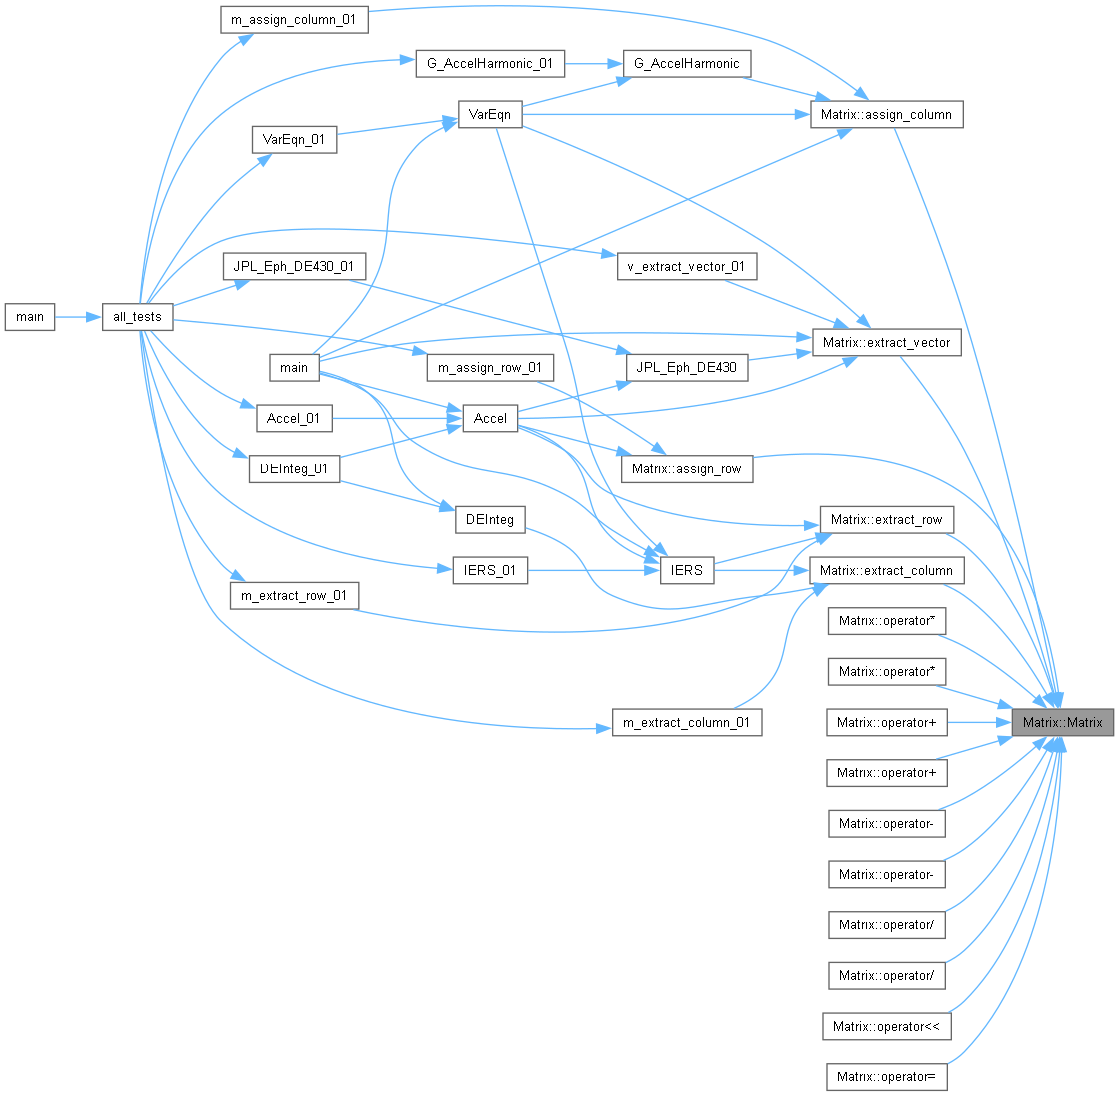 m_assign_column_01
G_AccelHarmonic_01
G_AccelHarmonic
Matrix::assign_column
VarEqn
VarEqn_01
JPL_Eph_DE430_01
v_extract_vector_01
main
all_tests
Matrix::extract_vector
main
m_assign_row_01
JPL_Eph_DE430
Accel_01
Accel
DEInteg_01
Matrix::assign_row
DEInteg
Matrix::extract_row
IERS_01
IERS
Matrix::extract_column
m_extract_row_01
Matrix::operator*
Matrix::operator*
m_extract_column_01
Matrix::operator+
Matrix::Matrix
Matrix::operator+
Matrix::operator-
Matrix::operator-
Matrix::operator/
Matrix::operator/
Matrix::operator<<
Matrix::operator=